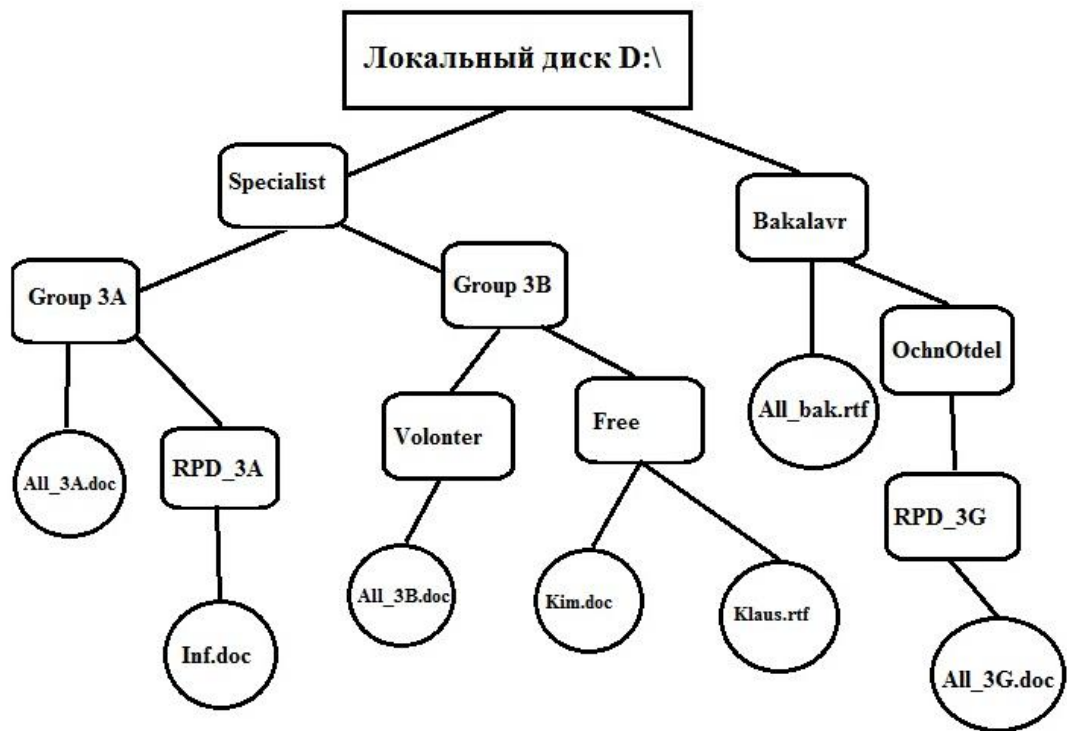 Локальный диск D:\
Specialist
Bakalavr
Group 3A
Group 3B
OchnOtdel
Volonter
Free
All_bak.rtf
All_3A.doc
RPD_3A
RPD_3G
All_3B.doc
Kim.doc
Klaus.rtf
Inf.doc
All_3G.doc